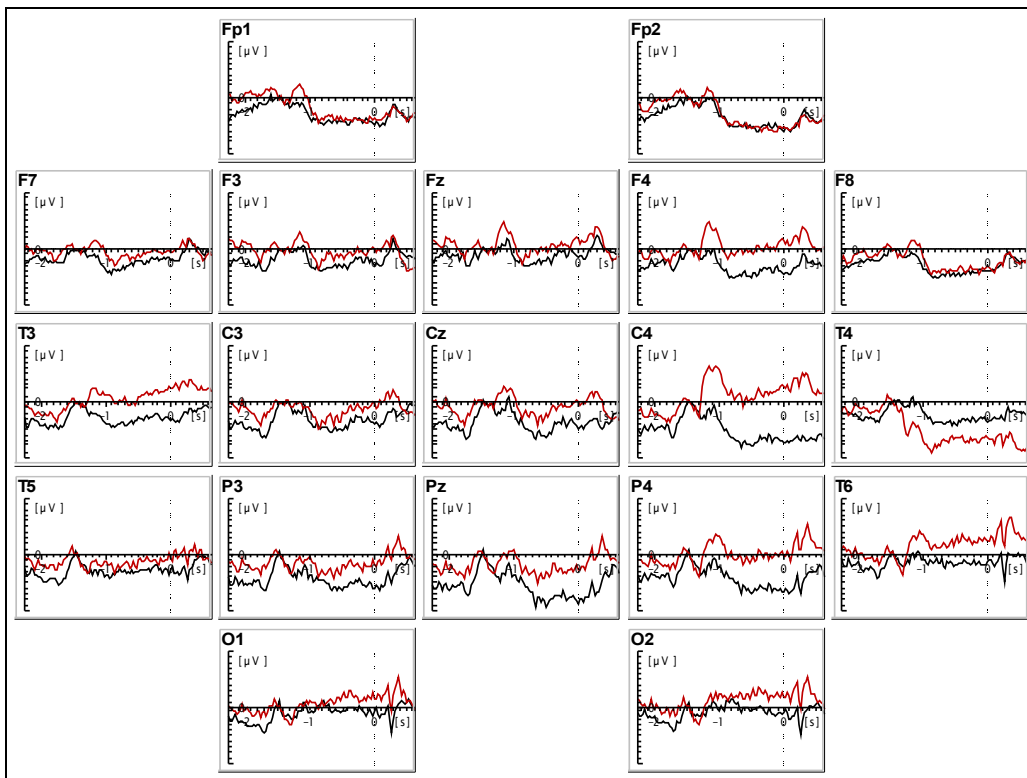 Fp1 Fp2
[µV] [µV]
0 0
−2 −1 0 [s] −2 −1 0 [s]
F7 F3 Fz F4 F8
[µV] [µV] [µV] [µV] [µV]
0 0 0 0 0
−2 −1 0 [s] −2 −1 0 [s] −2 −1 0 [s] −2 −1 0 [s] −2 −1 0 [s]
T3 C3 Cz C4 T4
[µV] [µV] [µV] [µV] [µV]
0 0 0 0 0
−2 −1 0 [s] −2 −1 0 [s] −2 −1 0 [s] −2 −1 0 [s] −2 −1 0 [s]
T5 P3 Pz P4 T6
[µV] [µV] [µV] [µV] [µV]
0 0 0 0 0
−2 −1 0 [s] −2 −1 0 [s] −2 −1 0 [s] −2 −1 0 [s] −2 −1 0 [s]
O1 O2
[µV] [µV]
0 0
−2 −1 0 [s] −2 −1 0 [s]